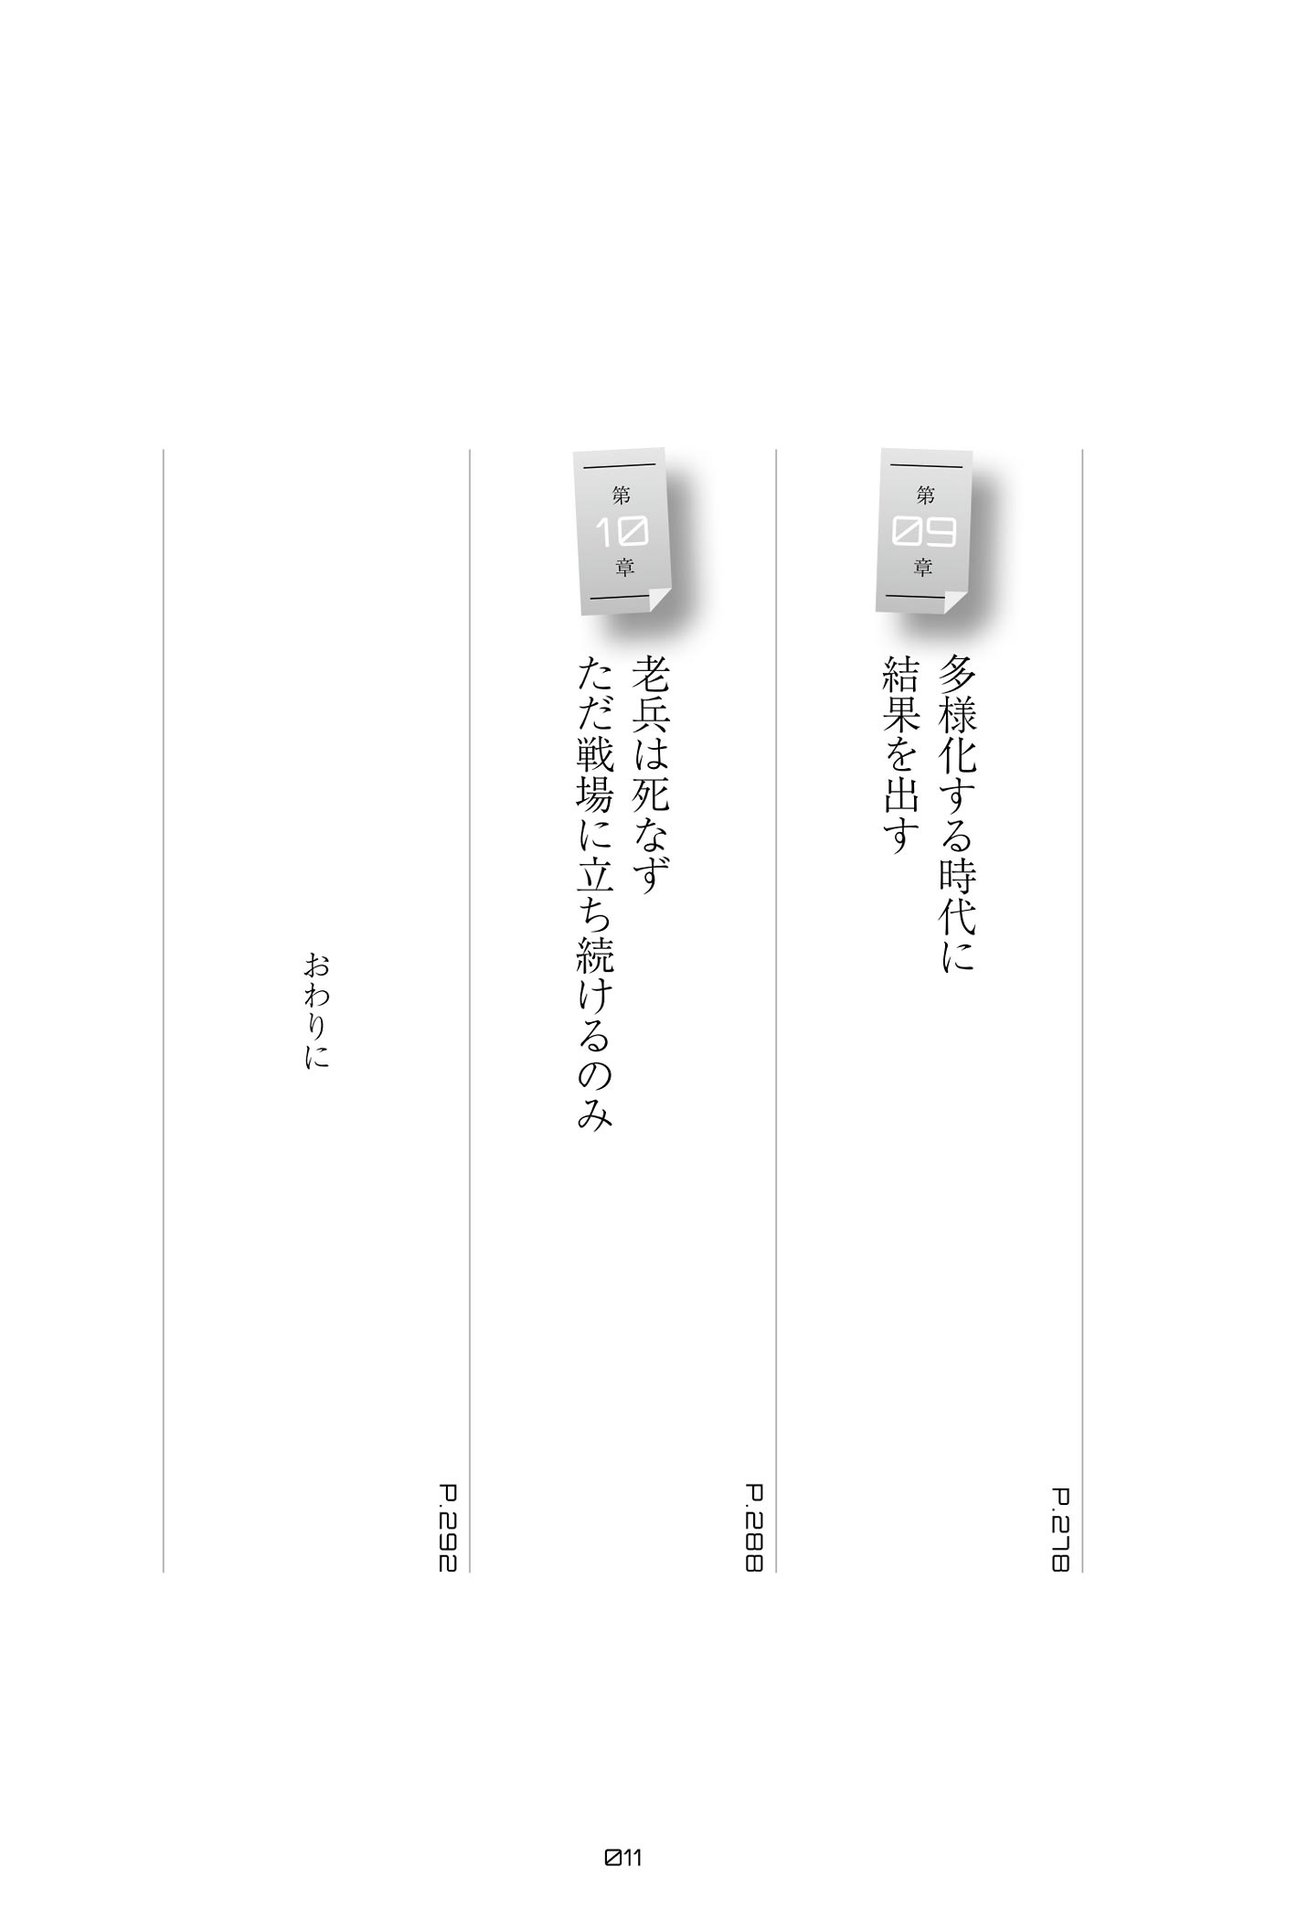 第
09
章
多様化する時代に
結果を出す
P.278
第
10
章
老兵は死なず
ただ戦場に立ち続けるのみ
P.288
おわりに
P.292
011